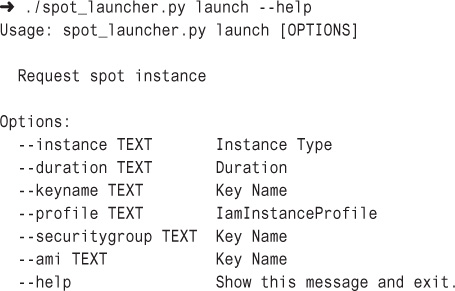 ➜ ./spot_launcher.py launch --help
Usage: spot_launcher.py launch [OPTIONS]

  Request spot instance

Options:
  --instance TEXT       Instance Type
  --duration TEXT       Duration
  --keyname TEXT        Key Name
  --profile TEXT        IamInstanceProfile
  --securitygroup TEXT  Key Name
  --ami TEXT            Key Name
  --help                Show this message and exit.